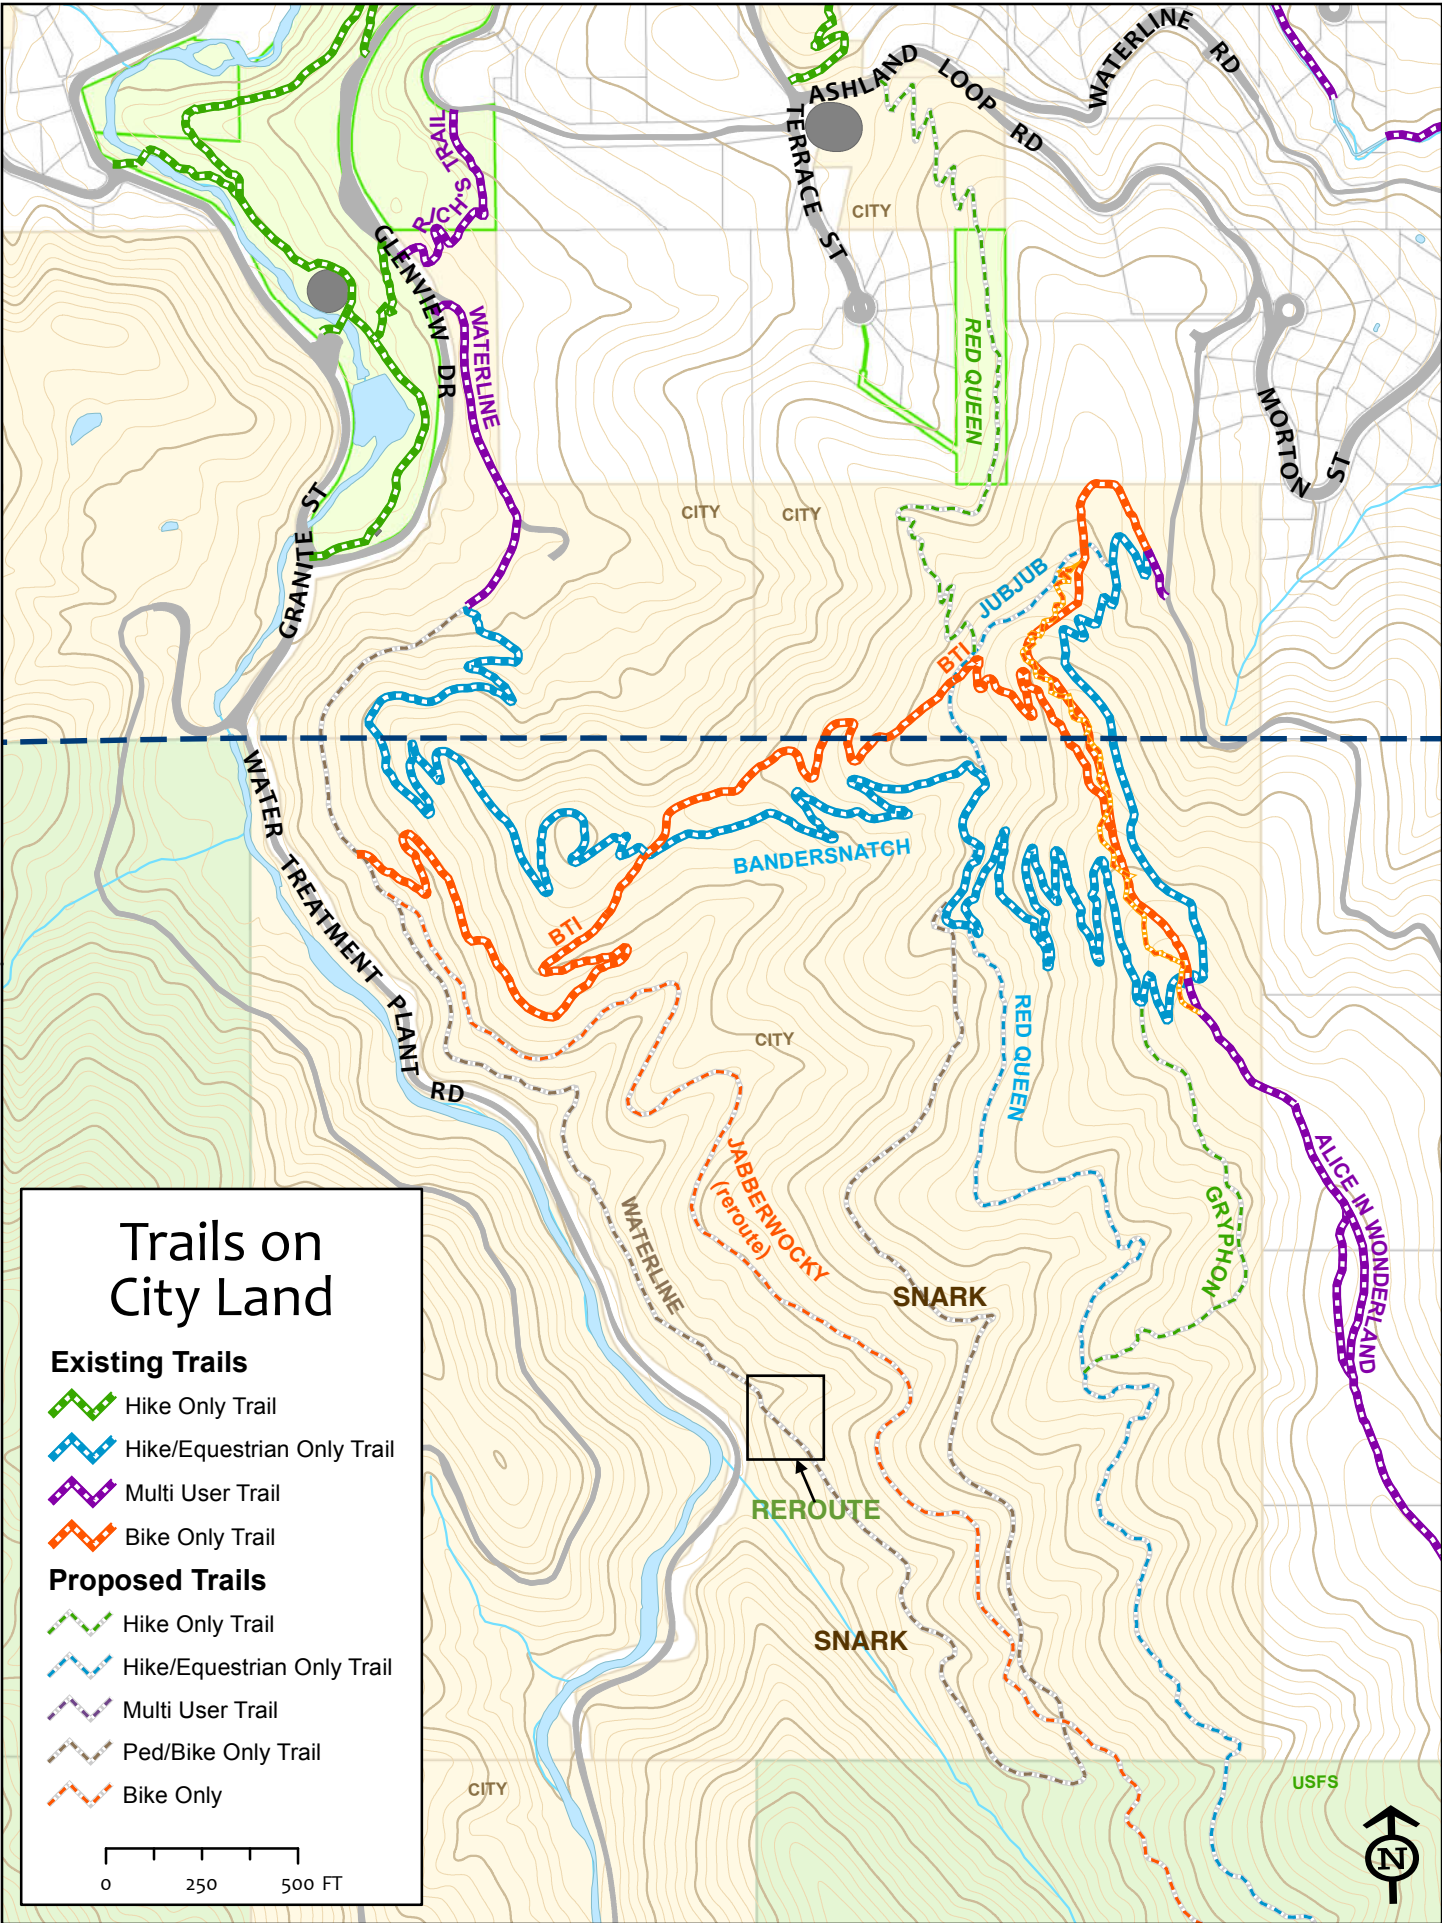 WATERLINE RD
ASHLAND LOOP RD
TERRACE ST
RICH'S TRAIL
CITY
GLENVIEW DR
WATERLINE
RED QUEEN
MORTON ST
GRANITE ST
CITY
CITY
JUBJUB
BTI
WATER TREATMENT PLANT RD
BANDERSNATCH
BTI
RED QUEEN
CITY
ALICE IN WONDERLAND
JABBERWOCKY
(reroute)
GRYPHON
WATERLINE
SNARK
REROUTE
SNARK
CITY
USFS
N
Trails on
City Land
Existing Trails
Hike Only Trail
Hike/Equestrian Only Trail
Multi User Trail
Bike Only Trail
Proposed Trails
Hike Only Trail
Hike/Equestrian Only Trail
Multi User Trail
Ped/Bike Only Trail
Bike Only
0 250 500 FT